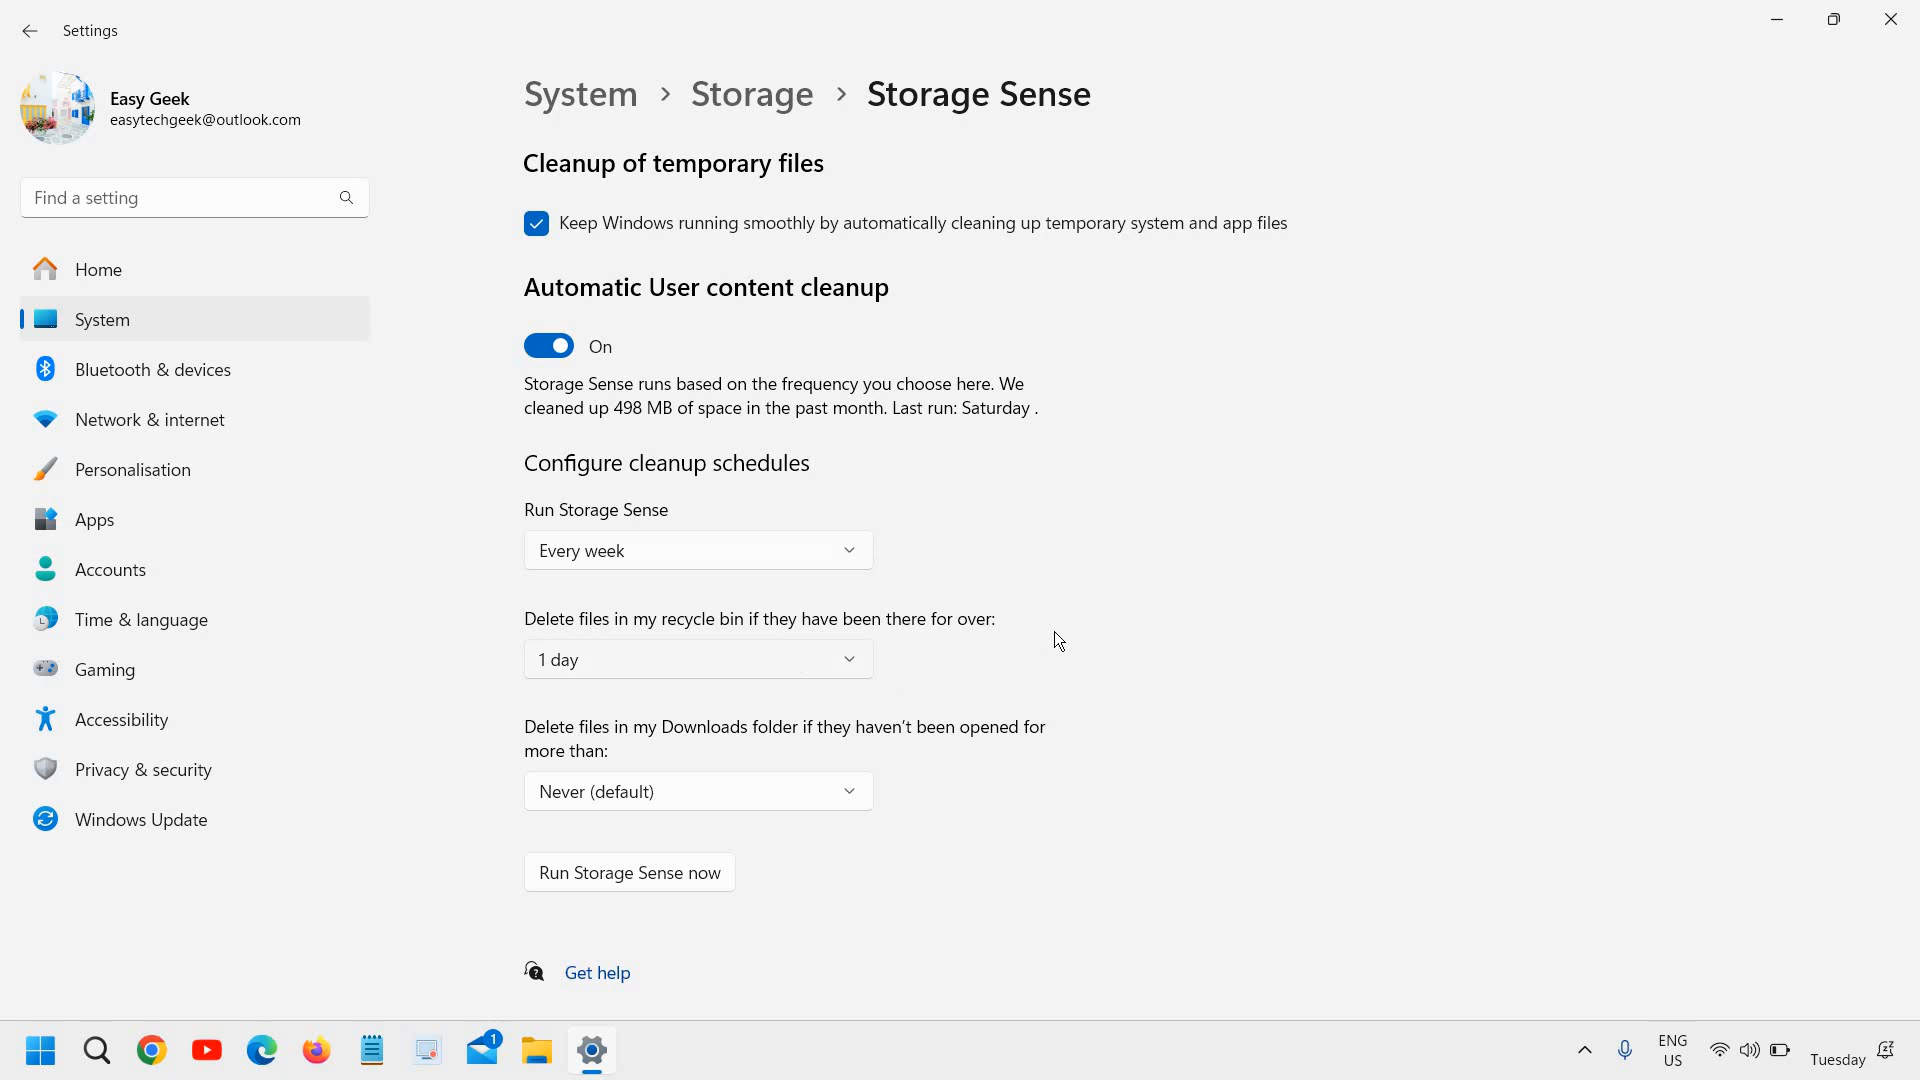 Settings
Easy Geek
easytechgeek@outlook.com
Find a setting
Home
System
Bluetooth & devices
Network & internet
Personalisation
Apps
Accounts
Time & language
Gaming
Accessibility
Privacy & security
Windows Update
System > Storage > Storage Sense
Cleanup of temporary files
Keep Windows running smoothly by automatically cleaning up temporary system and app files
Automatic User content cleanup
On
Storage Sense runs based on the frequency you choose here. We
cleaned up 498 MB of space in the past month. Last run: Saturday .
Configure cleanup schedules
Run Storage Sense
Every week
Delete files in my recycle bin if they have been there for over:
1 day
Delete files in my Downloads folder if they haven't been opened for
more than:
Never (default)
Run Storage Sense now
Get help
1
ENG
US
Tuesday